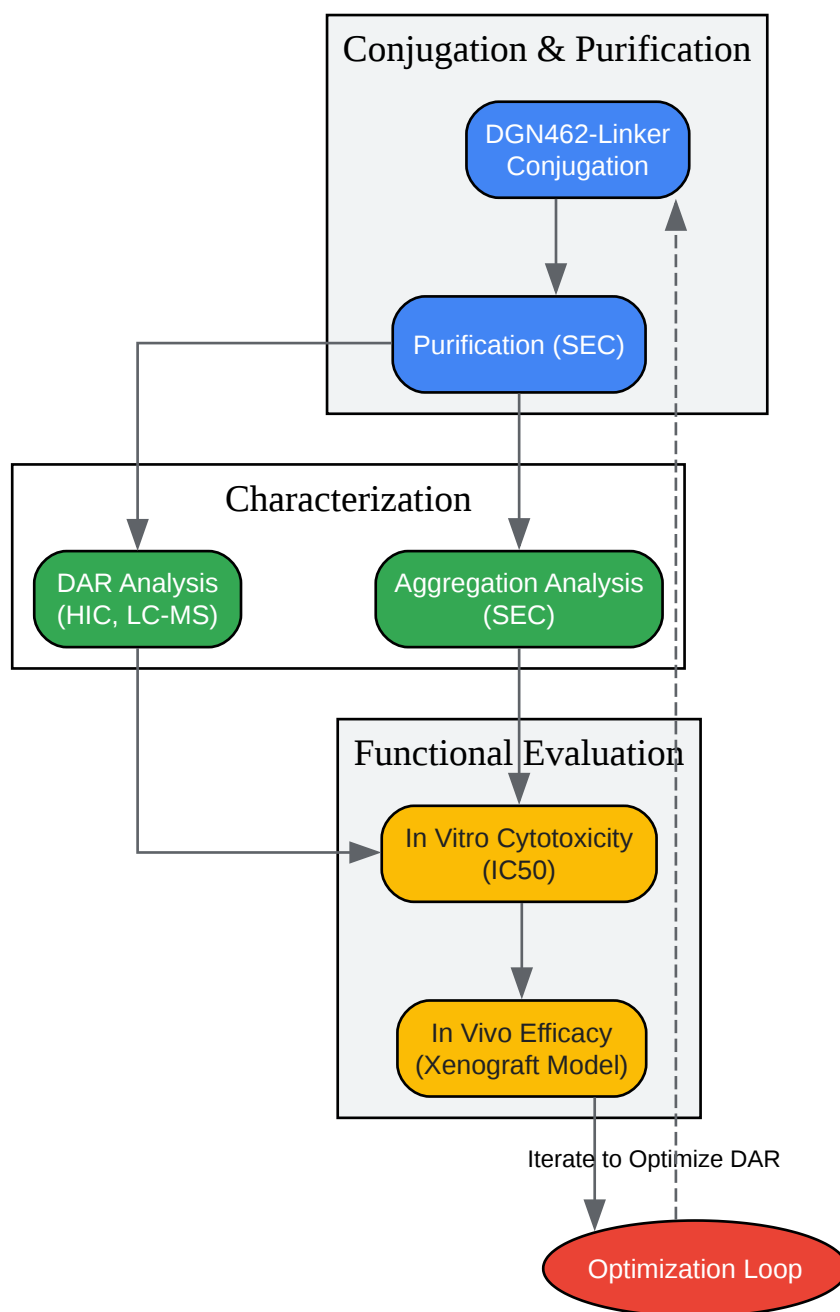 Conjugation & Purification
DGN462-Linker
Conjugation
Purification (SEC)
Characterization
DAR Analysis
(HIC, LC-MS)
Aggregation Analysis
(SEC)
Functional Evaluation
In Vitro Cytotoxicity
(IC50)
In Vivo Efficacy
(Xenograft Model)
Iterate to Optimize DAR
Optimization Loop